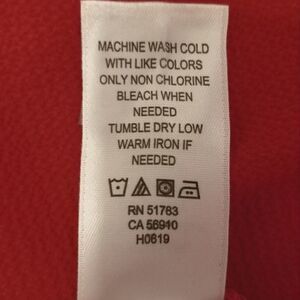 MACHINE WASH COLD
WITH LIKE COLORS
ONLY NON CHLORINE
BLEACH WHEN
NEEDED
TUMBLE DRY LOW
WARM IRON IF
NEEDED
RN 51783
CA 56910
H0619